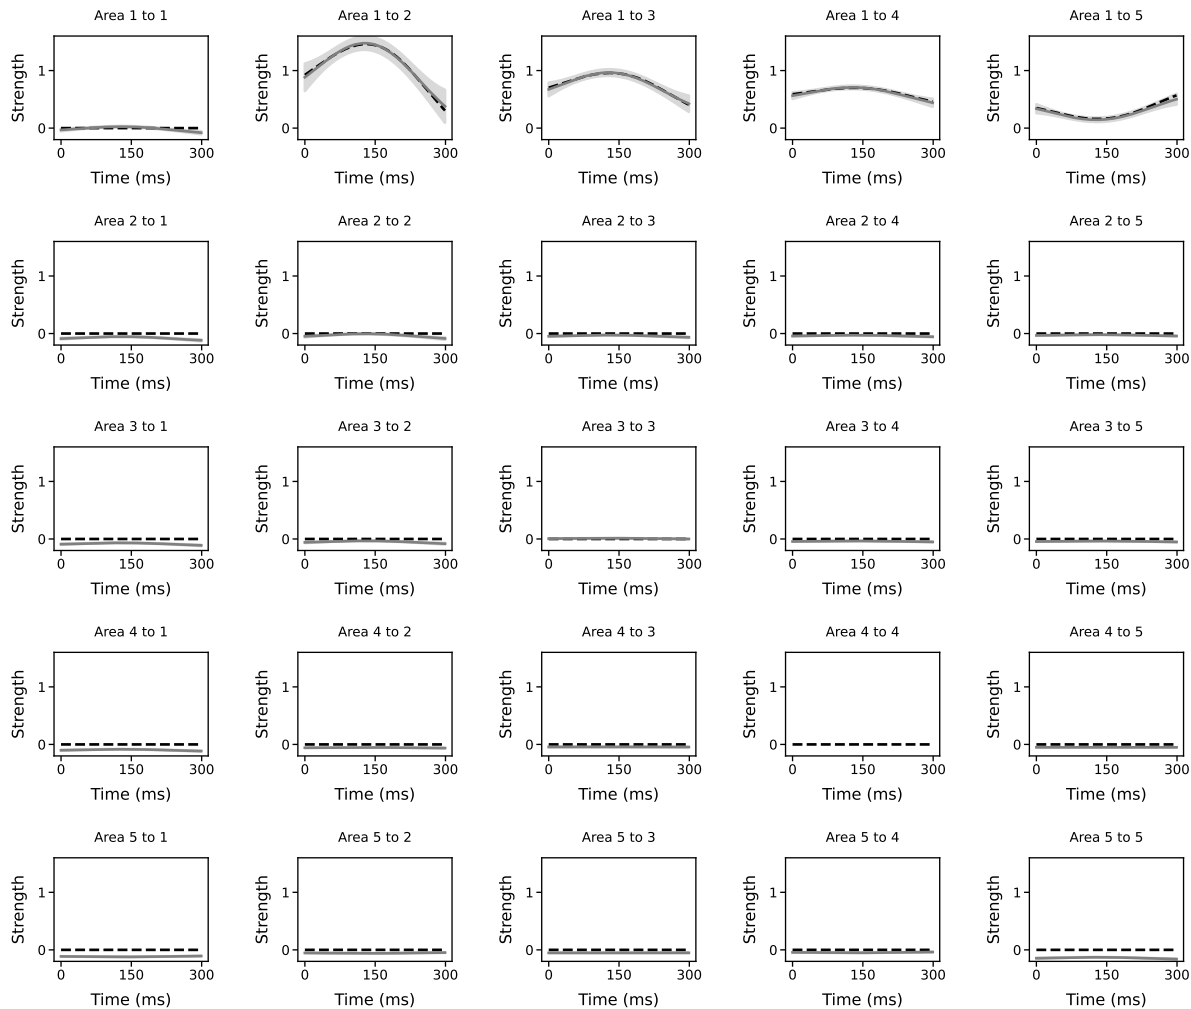 Area 1 to 1 Area 1 to 2 Area 1 to 3 Area 1 to 4 Area 1 to 5
Strength 1 0 Strength 1 0 Strength 1 0 Strength 1 0 Strength 1 0
0 150 300 0 150 300 0 150 300 0 150 300 0 150 300
Time (ms) Time (ms) Time (ms) Time (ms) Time (ms)
Area 2 to 1 Area 2 to 2 Area 2 to 3 Area 2 to 4 Area 2 to 5
Strength 1 0 Strength 1 0 Strength 1 0 Strength 1 0 Strength 1 0
0 150 300 0 150 300 0 150 300 0 150 300 0 150 300
Time (ms) Time (ms) Time (ms) Time (ms) Time (ms)
Area 3 to 1 Area 3 to 2 Area 3 to 3 Area 3 to 4 Area 3 to 5
Strength 1 0 Strength 1 0 Strength 1 0 Strength 1 0 Strength 1 0
0 150 300 0 150 300 0 150 300 0 150 300 0 150 300
Time (ms) Time (ms) Time (ms) Time (ms) Time (ms)
Area 4 to 1 Area 4 to 2 Area 4 to 3 Area 4 to 4 Area 4 to 5
Strength 1 0 Strength 1 0 Strength 1 0 Strength 1 0 Strength 1 0
0 150 300 0 150 300 0 150 300 0 150 300 0 150 300
Time (ms) Time (ms) Time (ms) Time (ms) Time (ms)
Area 5 to 1 Area 5 to 2 Area 5 to 3 Area 5 to 4 Area 5 to 5
Strength 1 0 Strength 1 0 Strength 1 0 Strength 1 0 Strength 1 0
0 150 300 0 150 300 0 150 300 0 150 300 0 150 300
Time (ms) Time (ms) Time (ms) Time (ms) Time (ms)